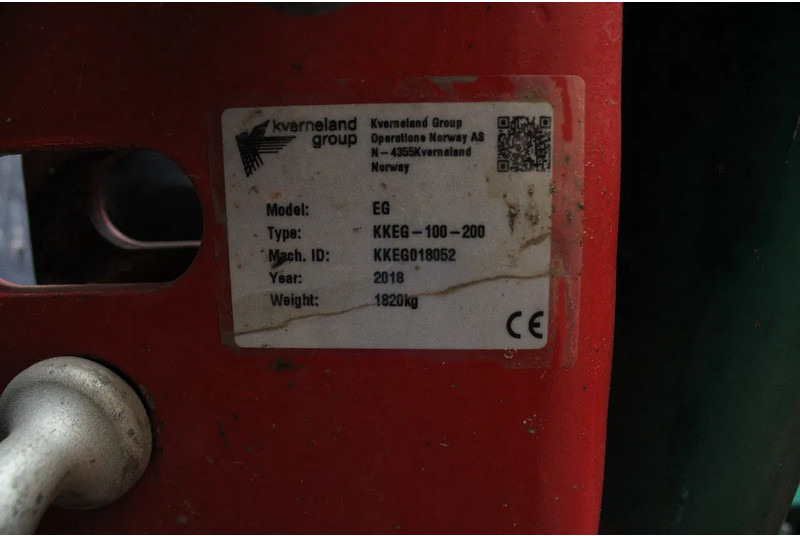 kverneland
group
Kverneland Group
Operations Norway AS
N-4355Kverneland
Norway
Model: EG
Type: KKEG-100-200
Mach. ID: KKEG018052
Year: 2018
Weight: 1820kg
CE